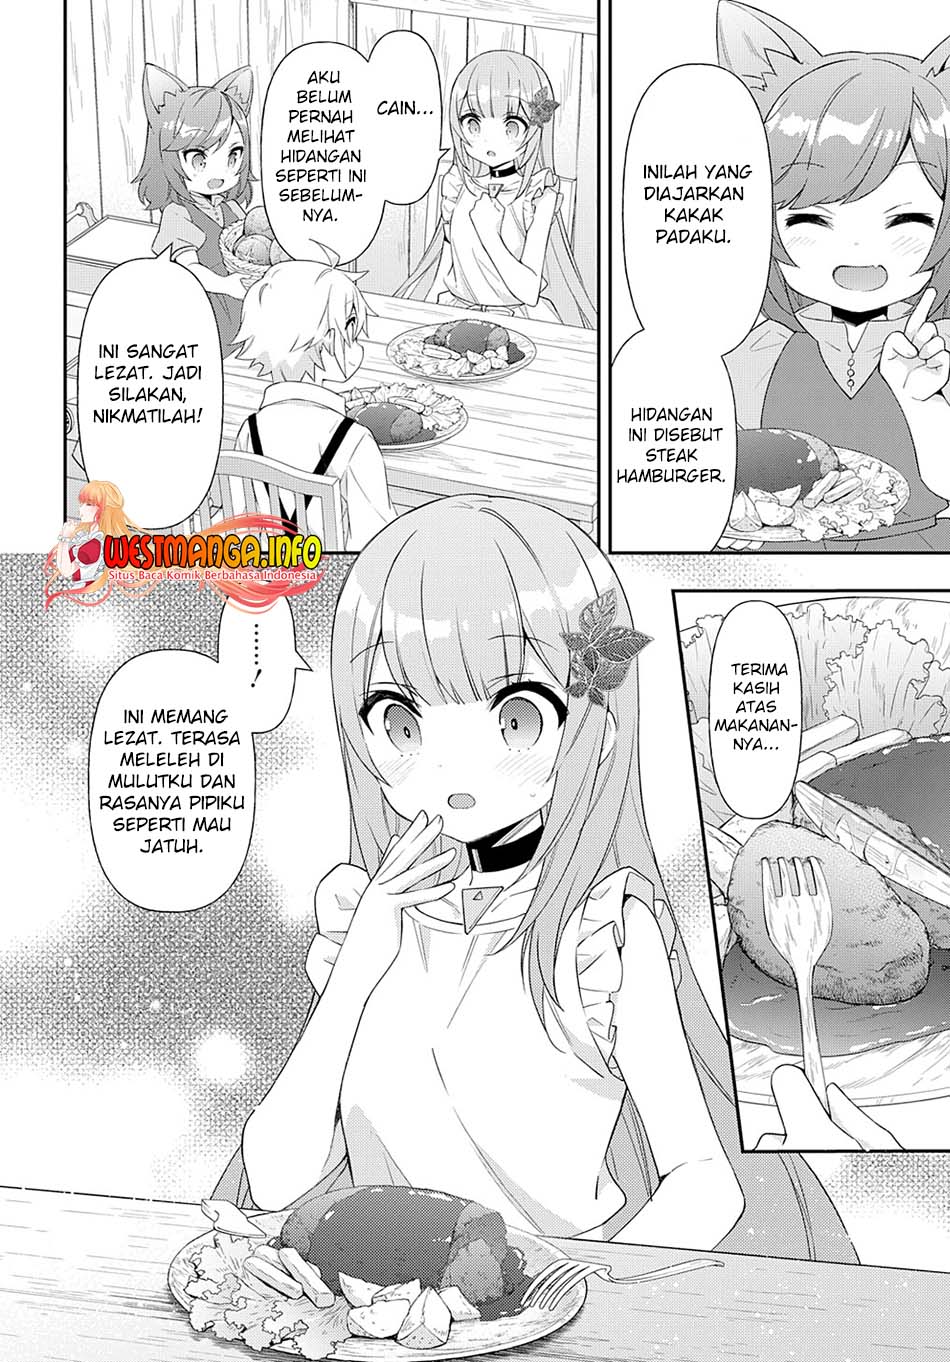 INILAH YANG
DIAJARKAN
KAKAK
PADAKU.
HIDANGAN
INI DISEBUT
STEAK
HAMBURGER.
CAIN...
AKU
BELUM
PERNAH
MELIHAT
HIDANGAN
SEPERTI INI
SEBELUM-
NYA.
INI SANGAT
LEZAT. JADI
SILAKAN,
NIKMATILAH!
WESTMANGA.INFO
Situs Baca Komik Berbahasa Indonesia
TERIMA
KASIH
ATAS
MAKANAN-
NYA...
......!
INI MEMANG
LEZAT. TERASA
MELELEH DI
MULUTKU DAN
RASANYA PIPIKU
SEPERTI MAU
JATUH.